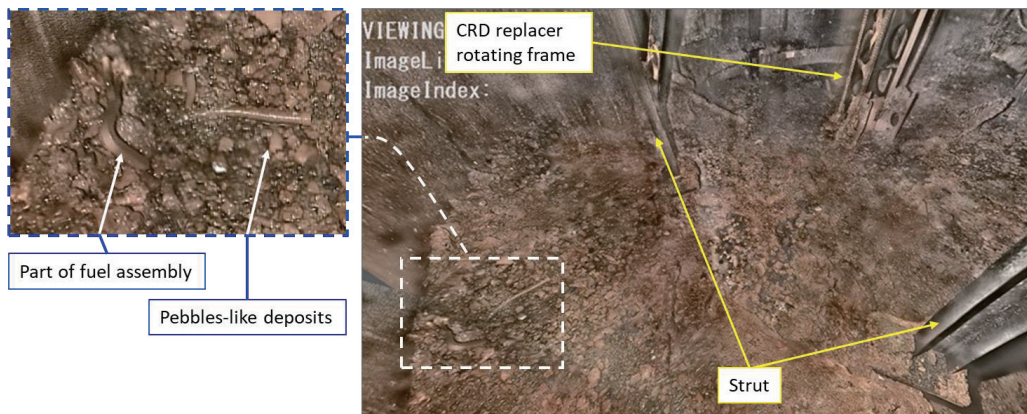 VIEWING
ImageLi
ImageIndex:
CRD replacer
rotating frame
Part of fuel assembly
Pebbles-like deposits
Strut